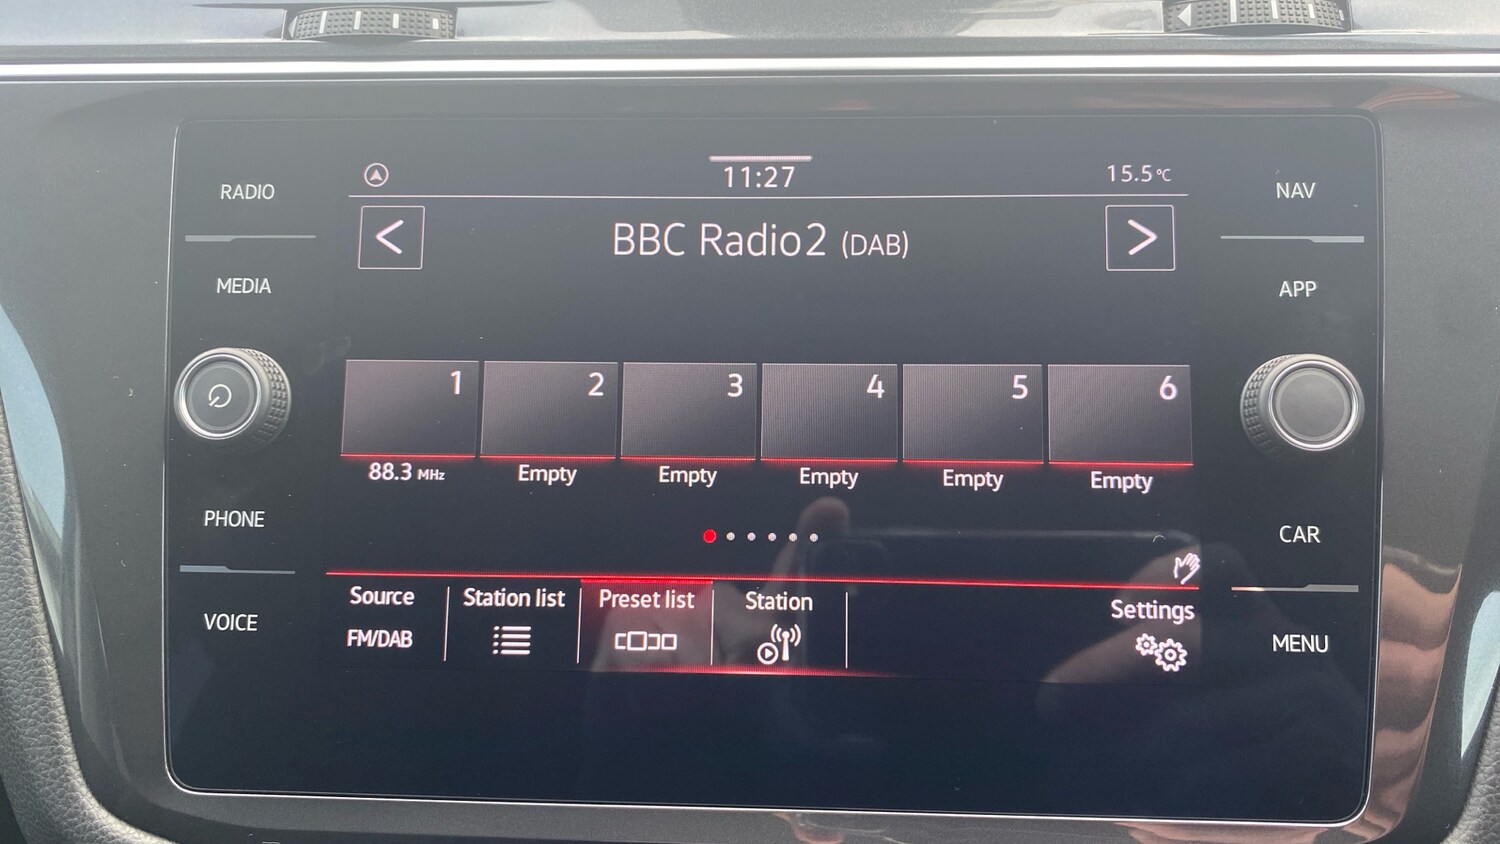 11:27
15.5°C
RADIO
NAV
BBC Radio2 (DAB)
MEDIA
APP
1 2 3 4 5 6
88.3 MHz Empty Empty Empty Empty Empty
PHONE
CAR
Source Station list Preset list Station Settings
FM/DAB
VOICE
MENU